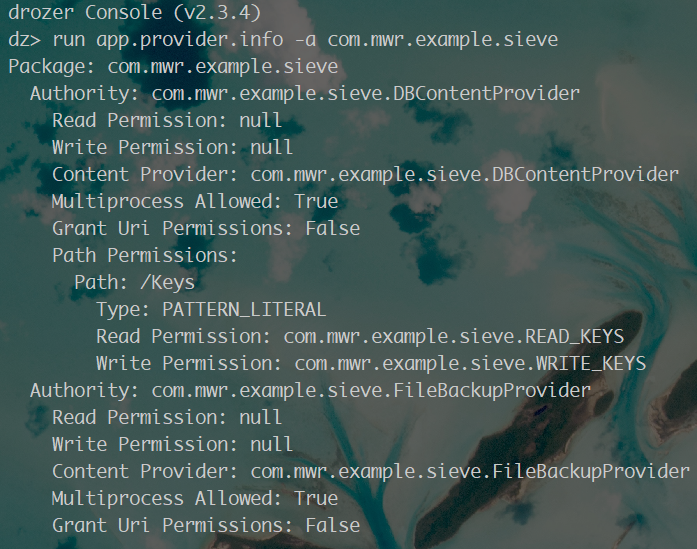 drozer Console (v2.3.4)
dz> run app.provider.info -a com.mwr.example.sieve
Package: com.mwr.example.sieve
  Authority: com.mwr.example.sieve.DBContentProvider
    Read Permission: null
    Write Permission: null
    Content Provider: com.mwr.example.sieve.DBContentProvider
    Multiprocess Allowed: True
    Grant Uri Permissions: False
    Path Permissions:
      Path: /Keys
        Type: PATTERN_LITERAL
        Read Permission: com.mwr.example.sieve.READ_KEYS
        Write Permission: com.mwr.example.sieve.WRITE_KEYS
  Authority: com.mwr.example.sieve.FileBackupProvider
    Read Permission: null
    Write Permission: null
    Content Provider: com.mwr.example.sieve.FileBackupProvider
    Multiprocess Allowed: True
    Grant Uri Permissions: False